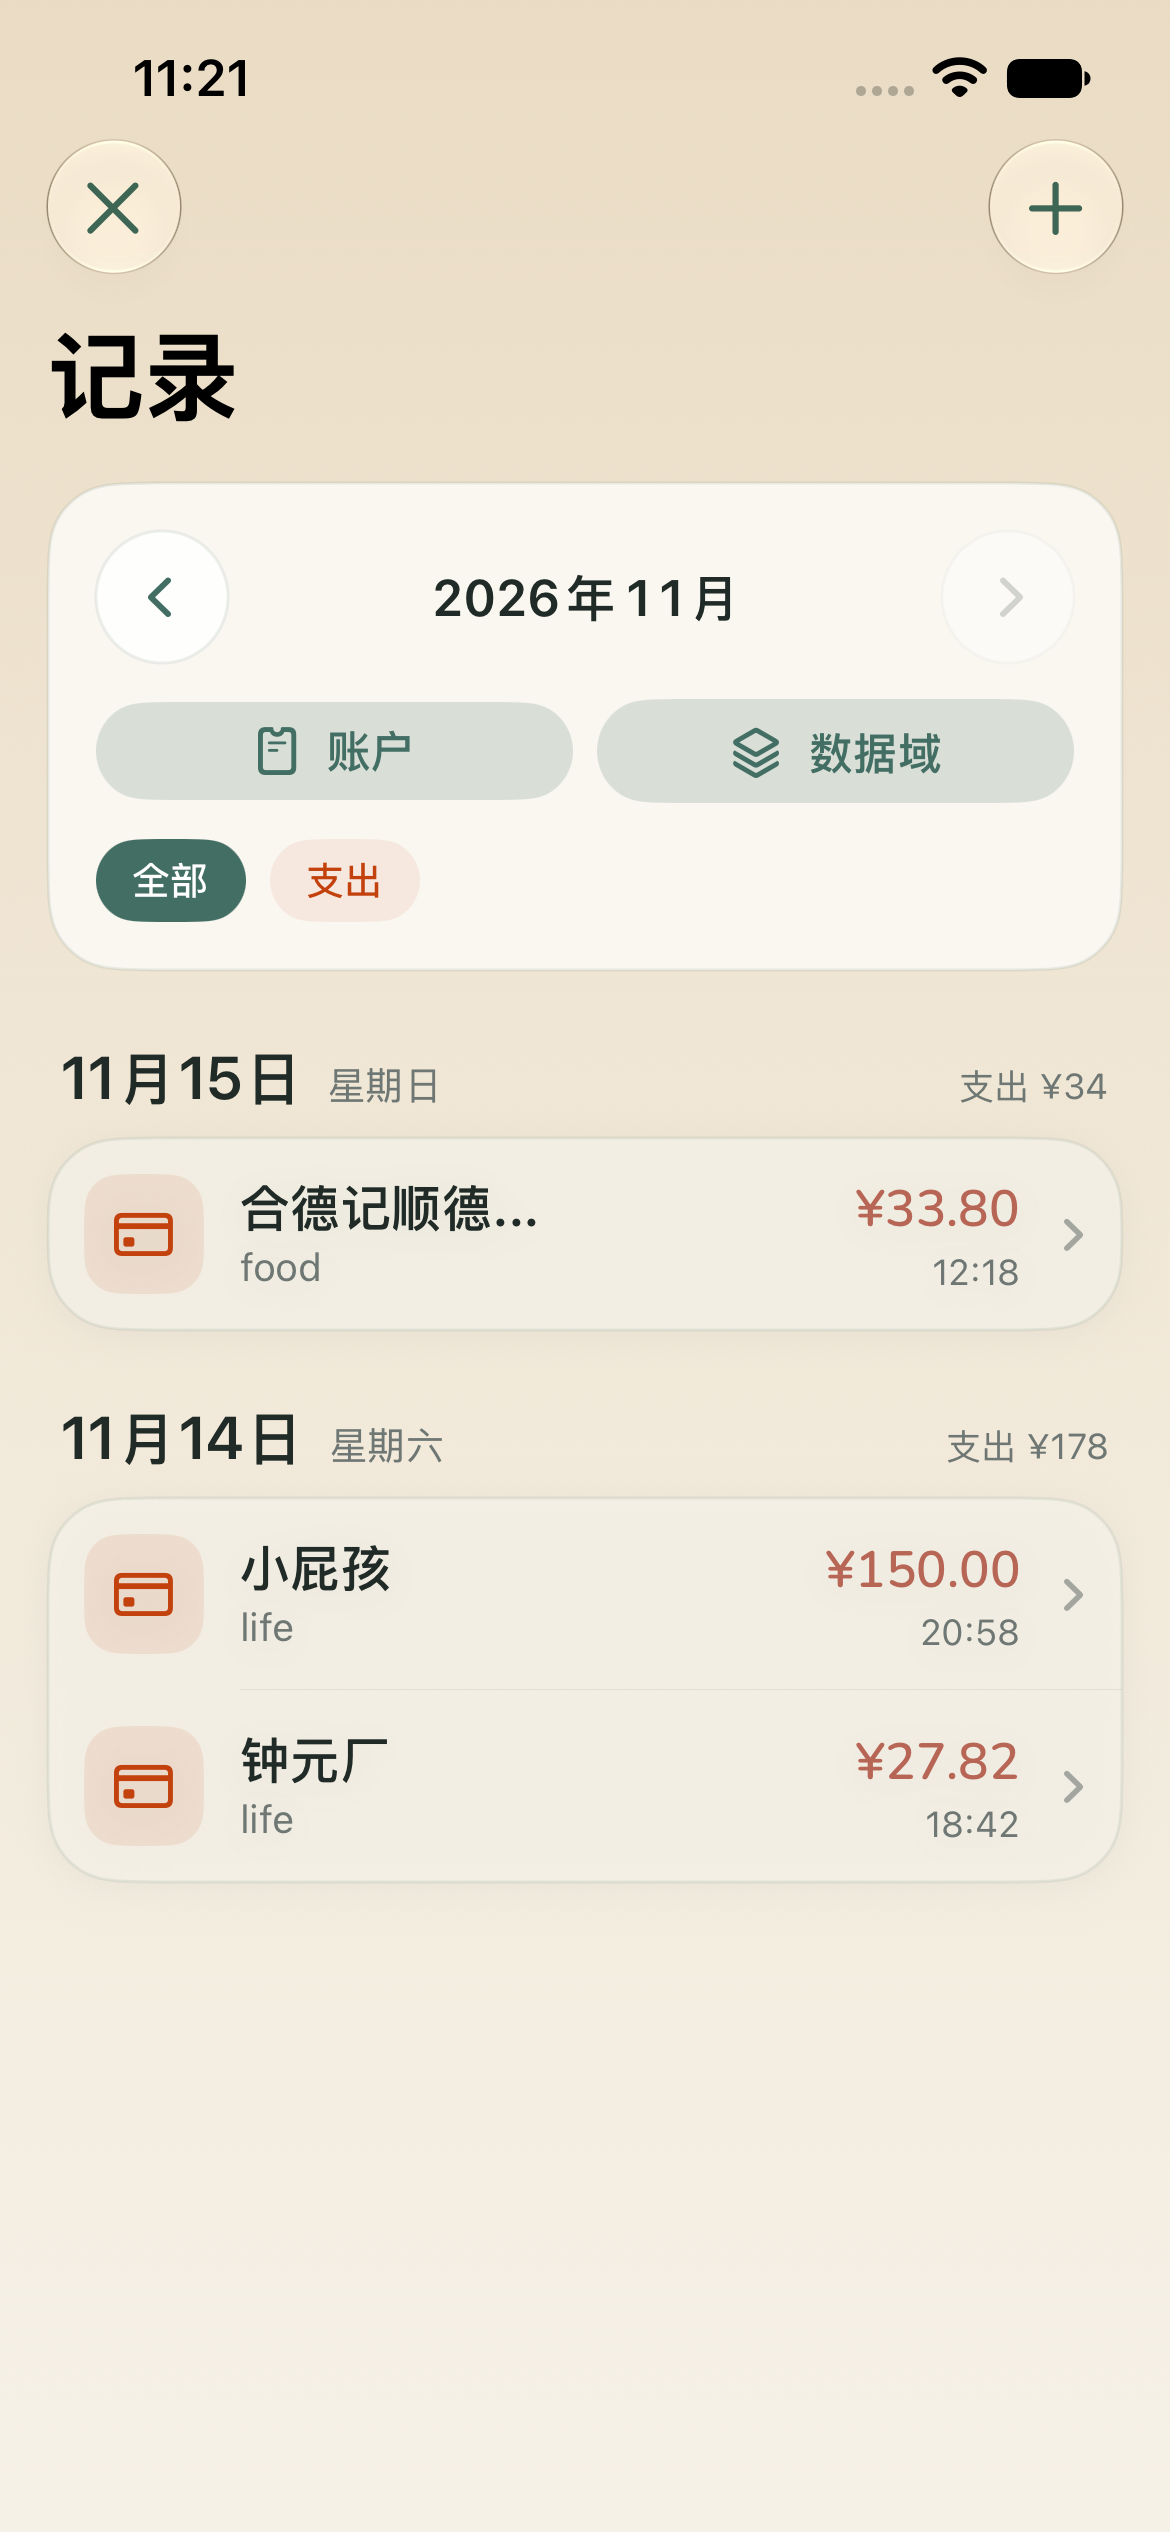 11:21
记录
2026年11月
账户 数据域
全部 支出
11月15日 星期日 支出 ¥34
合德记顺德... ¥33.80
food 12:18
11月14日 星期六 支出 ¥178
小屁孩 ¥150.00
life 20:58
钟元厂 ¥27.82
life 18:42